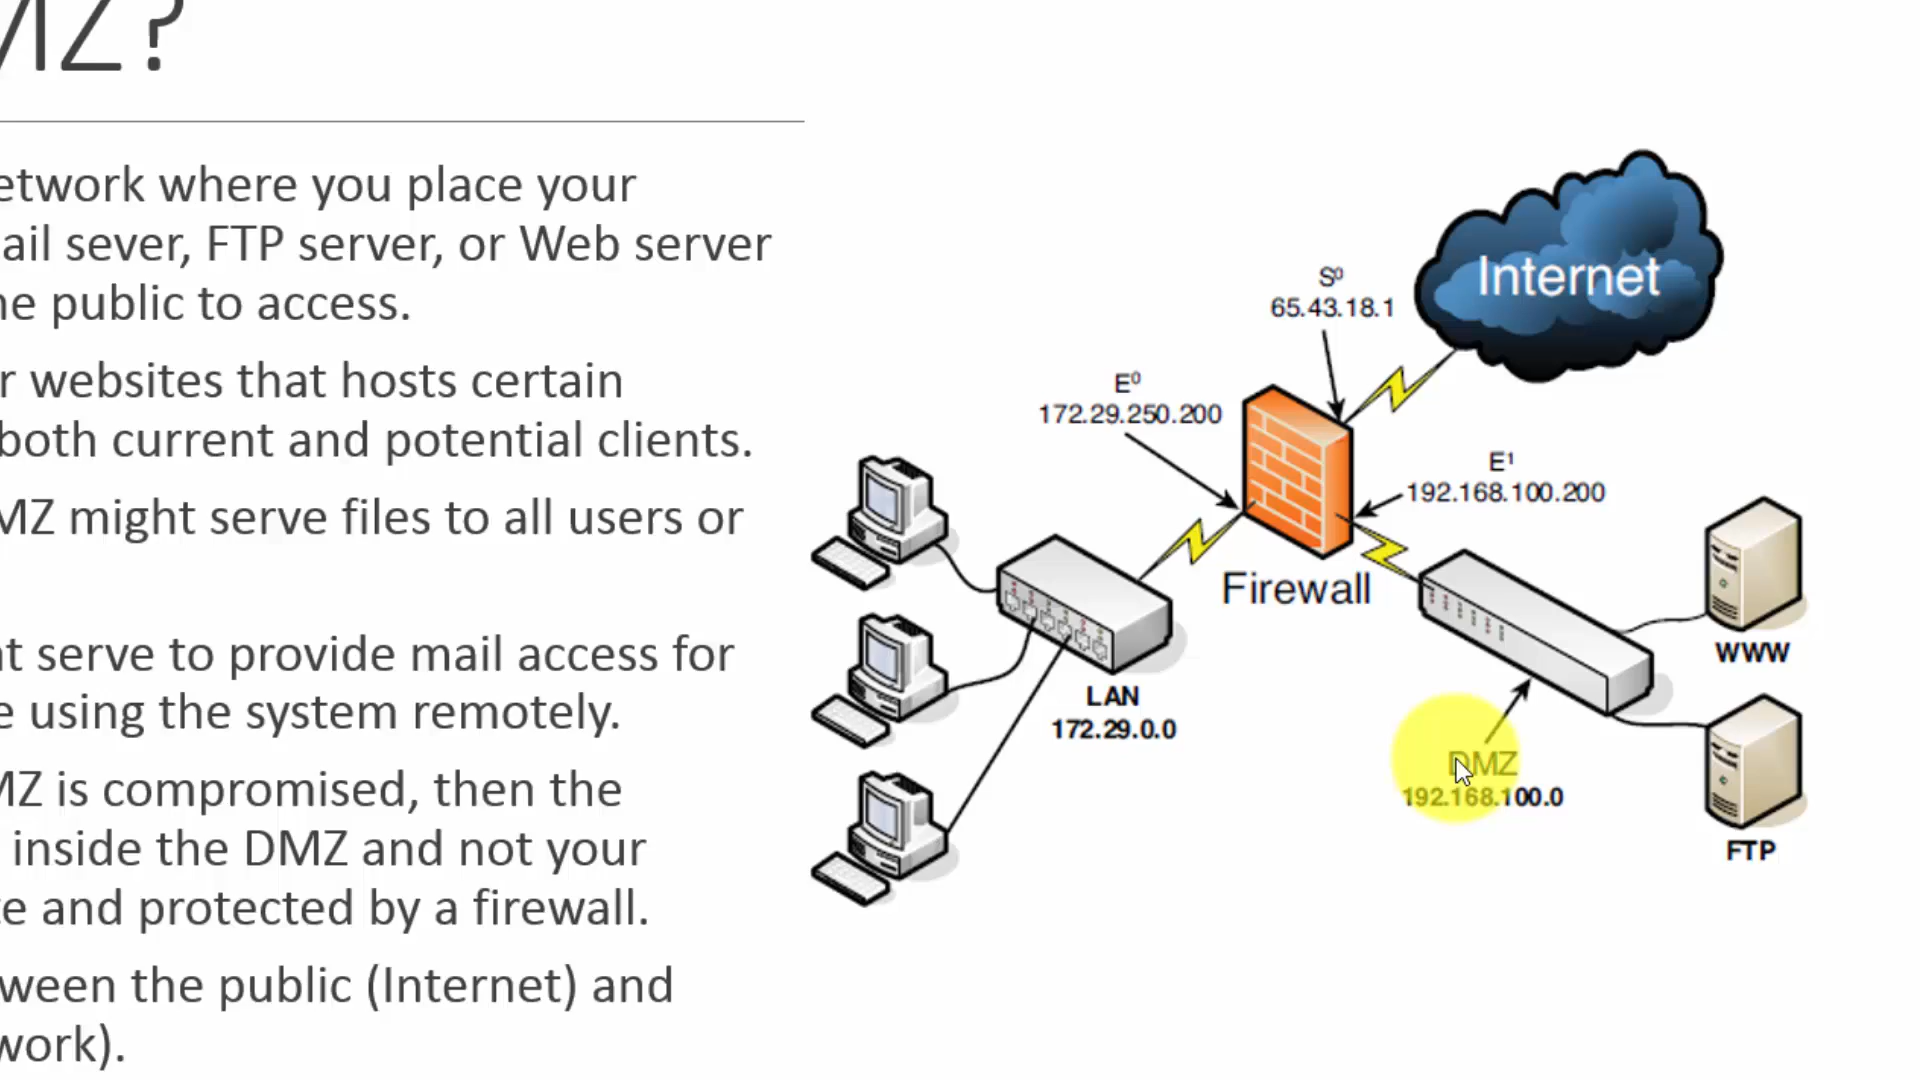 MZ?
etwork where you place your
ail sever, FTP server, or Web server
ne public to access.
r websites that hosts certain
both current and potential clients.
MZ might serve files to all users or
t serve to provide mail access for
e using the system remotely.
MZ is compromised, then the
inside the DMZ and not your
e and protected by a firewall.
ween the public (Internet) and
work).
Internet
S⁰
65.43.18.1
E⁰
172.29.250.200
E¹
192.168.100.200
Firewall
LAN
172.29.0.0
DMZ
192.168.100.0
WWW
FTP